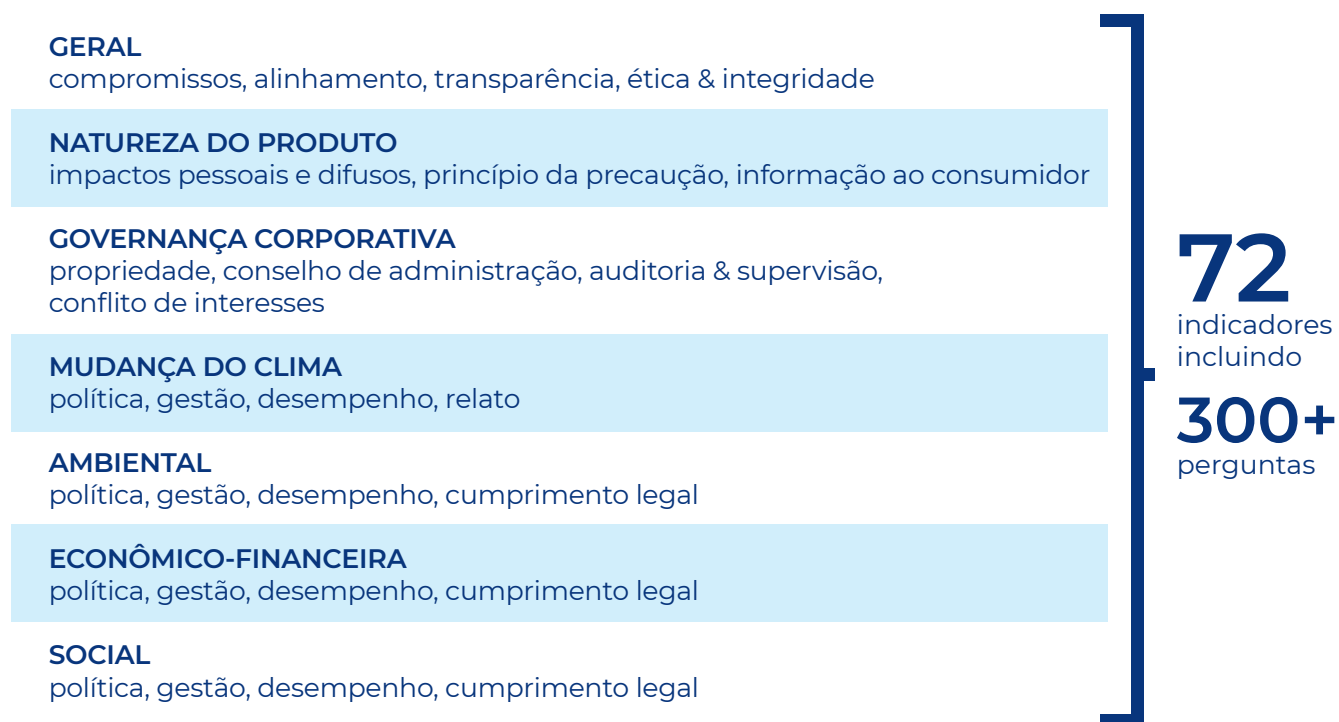 GERAL
compromissos, alinhamento, transparência, ética & integridade
NATUREZA DO PRODUTO
impactos pessoais e difusos, princípio da precaução, informação ao consumidor
GOVERNANÇA CORPORATIVA
propriedade, conselho de administração, auditoria & supervisão,
conflito de interesses
MUDANÇA DO CLIMA
política, gestão, desempenho, relato
AMBIENTAL
política, gestão, desempenho, cumprimento legal
ECONÔMICO-FINANCEIRA
política, gestão, desempenho, cumprimento legal
SOCIAL
política, gestão, desempenho, cumprimento legal
72
indicadores
incluindo
300+
perguntas